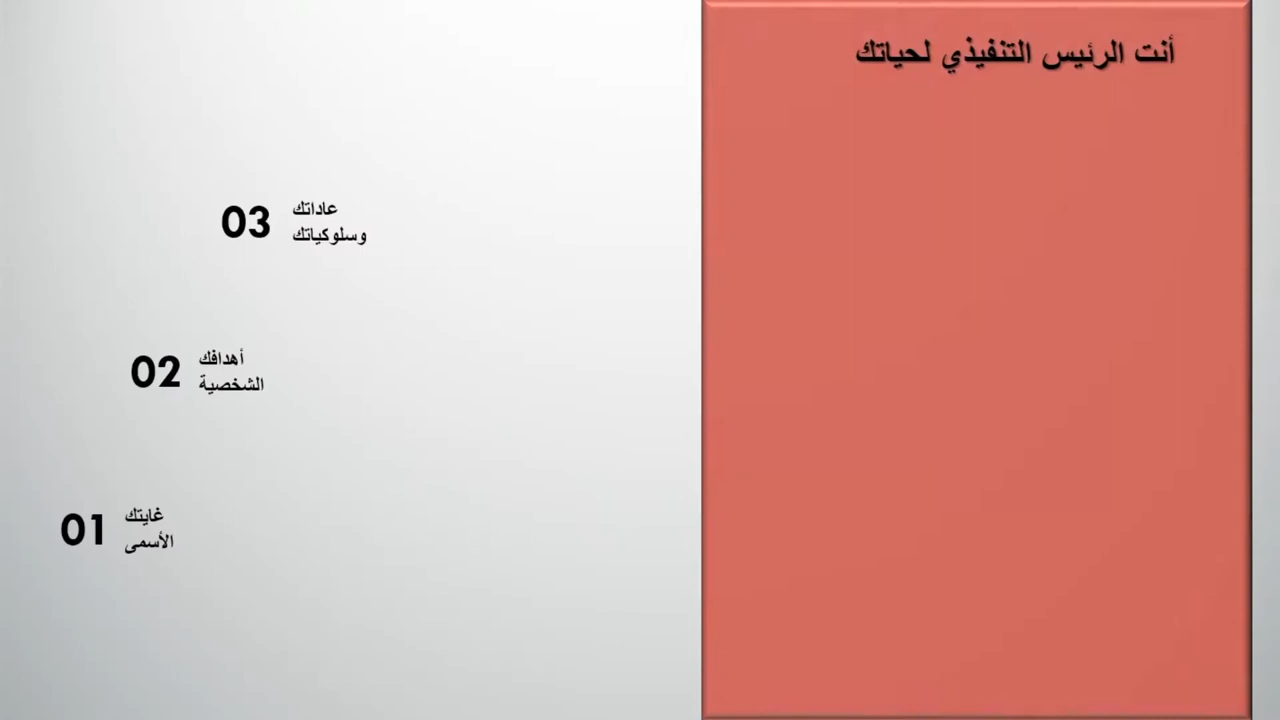 أنت الرئيس التنفيذي لحياتك
03
عاداتك
وسلوكياتك
02
أهدافك
الشخصية
01
غايتك
الأسمى